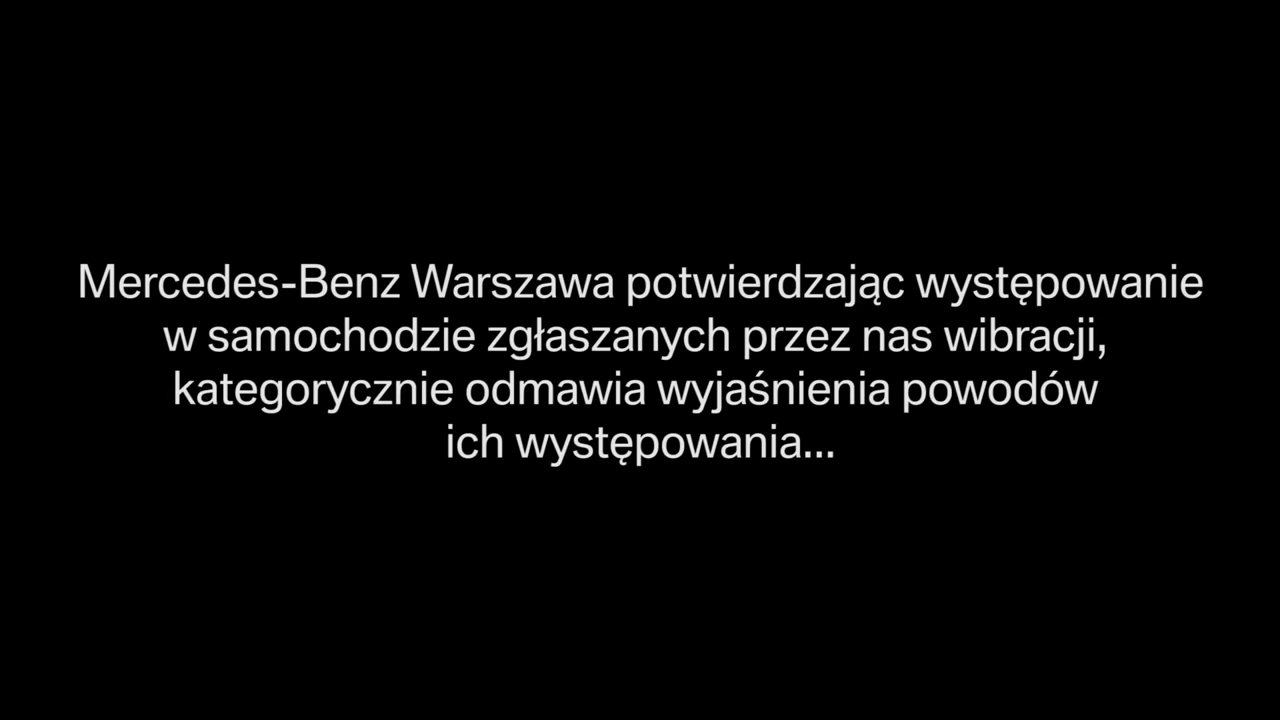 Mercedes-Benz Warszawa potwierdzając występowanie
w samochodzie zgłaszanych przez nas wibracji,
kategorycznie odmawia wyjaśnienia powodów
ich występowania...